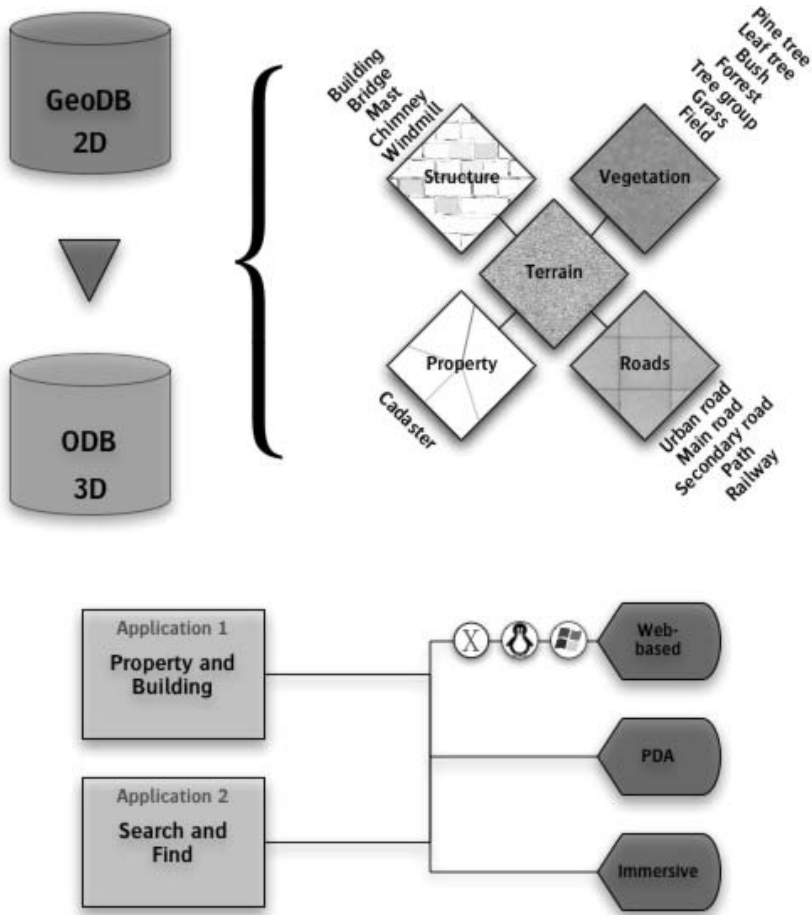 GeoDB
2D
ODB
3D
Building
Bridge
Mast
Chimney
Windmill
Structure
Pine tree
Leaf tree
Bush
Forrest
Tree group
Grass
Field
Vegetation
Terrain
Property
Cadaster
Roads
Urban road
Main road
Secondary road
Path
Railway
Application 1
Property and
Building
Application 2
Search and
Find
X
Web-
based
PDA
Immersive